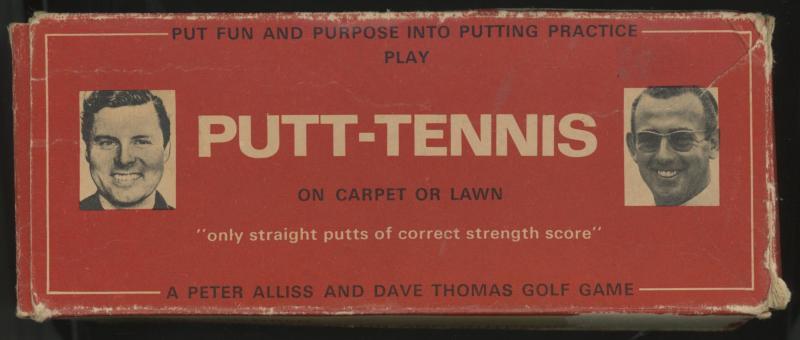 PUT FUN AND PURPOSE INTO PUTTING PRACTICE
PLAY
PUTT-TENNIS
ON CARPET OR LAWN
"only straight putts of correct strength score"
A PETER ALLISS AND DAVE THOMAS GOLF GAME